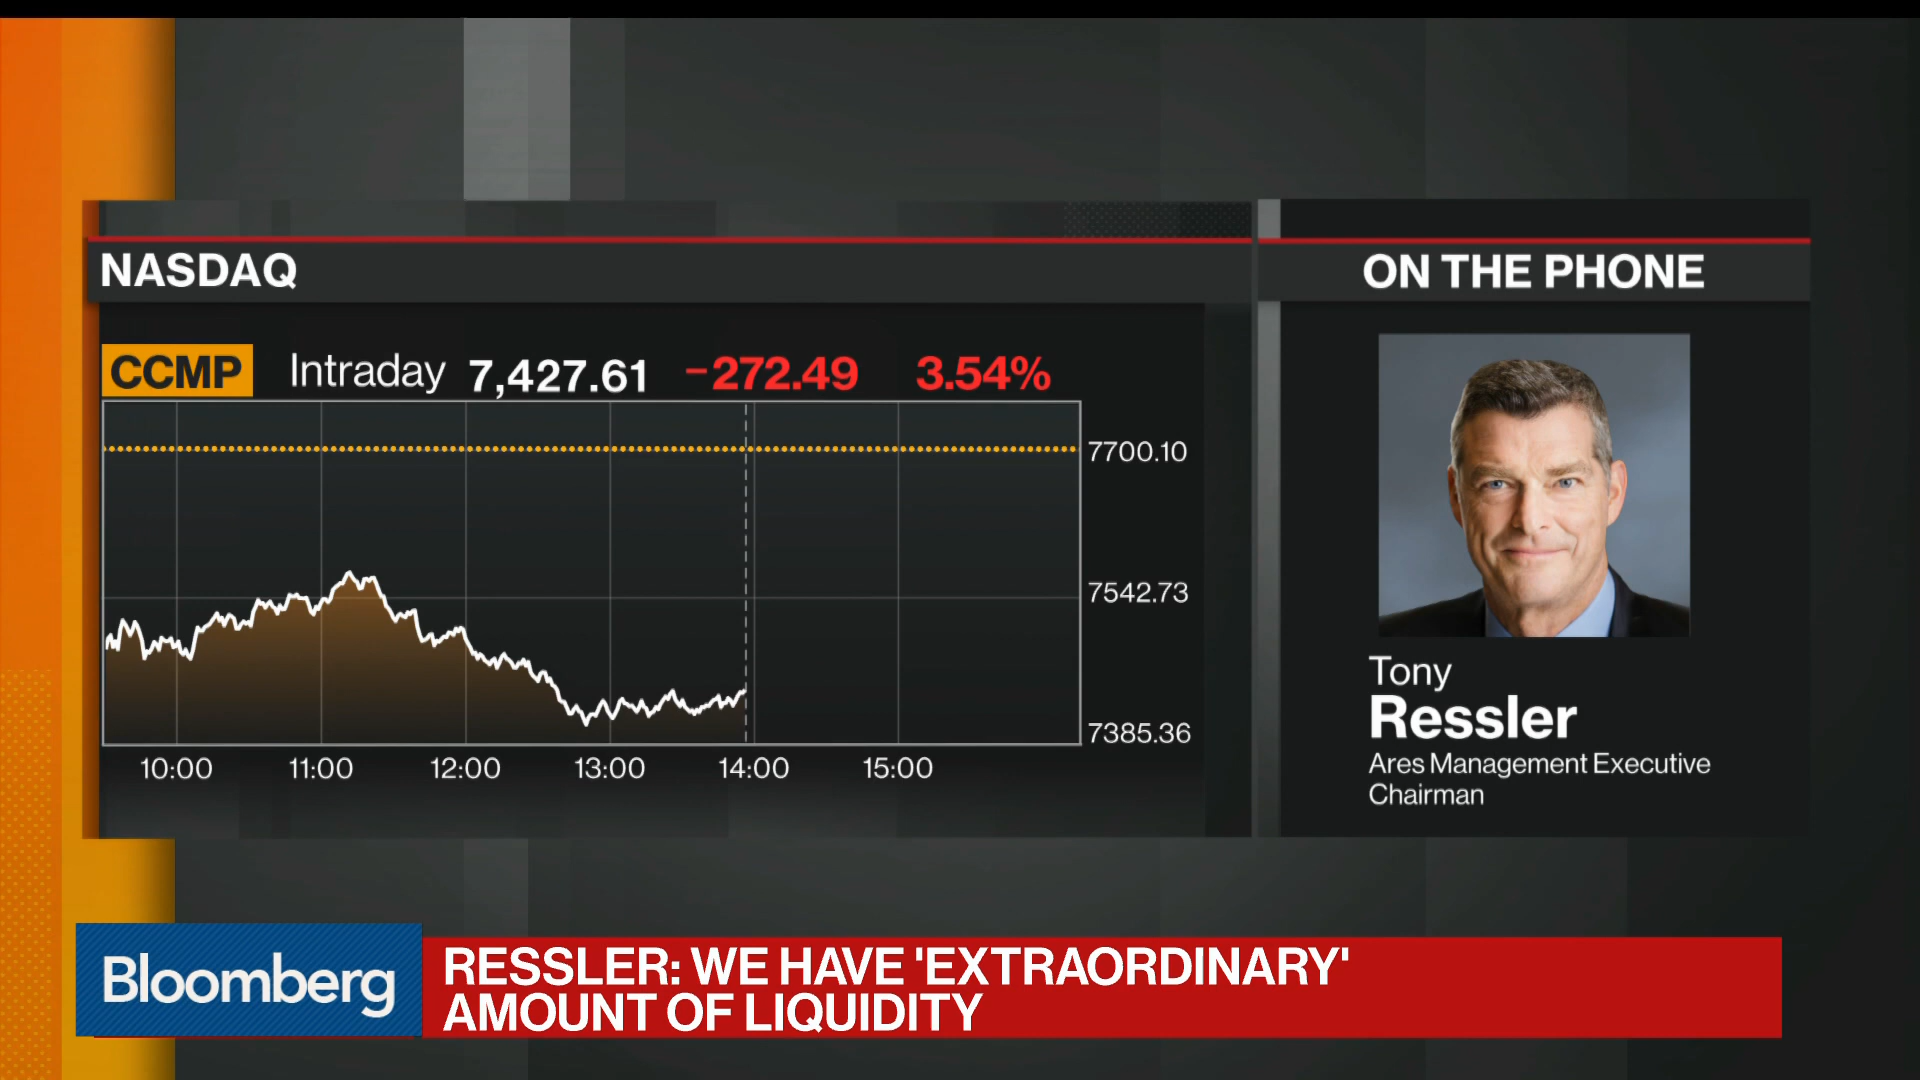 NASDAQ
CCMP Intraday 7,427.61 -272.49 3.54%
7700.10
7542.73
7385.36
10:00 11:00 12:00 13:00 14:00 15:00
ON THE PHONE
Tony
Ressler
Ares Management Executive
Chairman
Bloomberg
RESSLER: WE HAVE 'EXTRAORDINARY'
AMOUNT OF LIQUIDITY